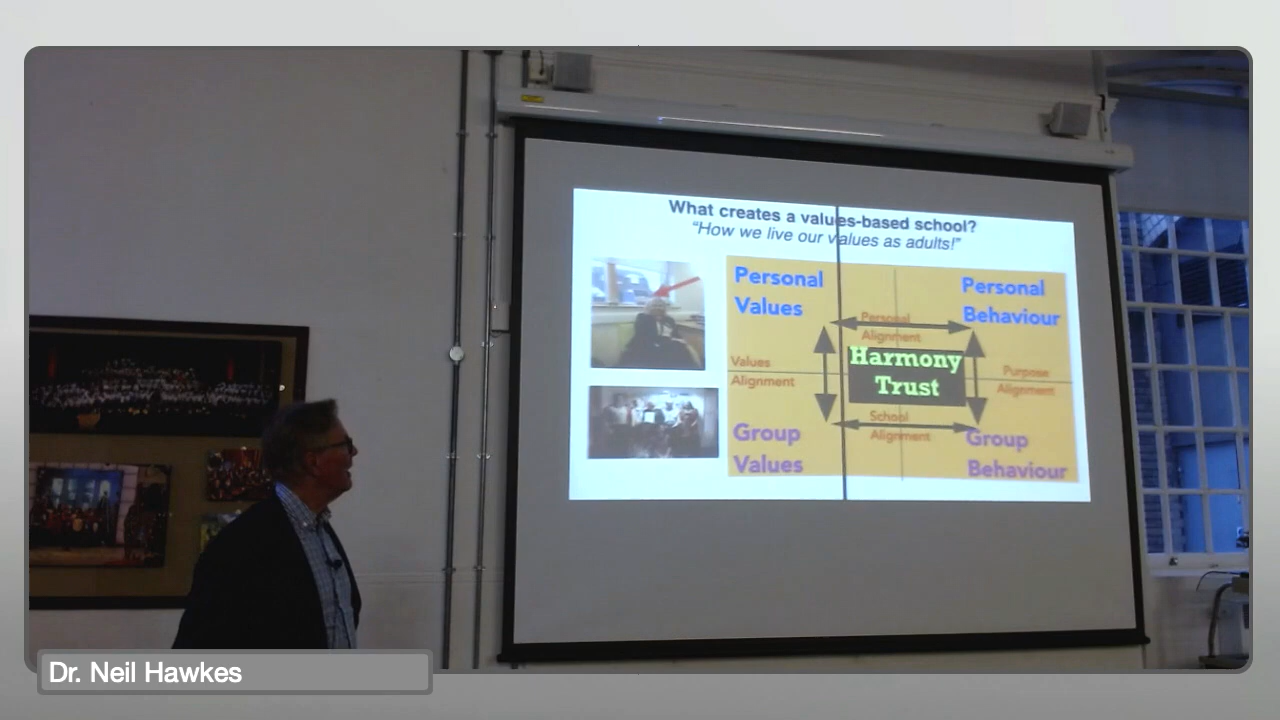 What creates a values-based school?
“How we live our values as adults!”
Personal
Values
Personal
Behaviour
Personal
Alignment
Values
Alignment
Harmony
Trust
Purpose
Alignment
School
Alignment
Group
Values
Group
Behaviour
Dr. Neil Hawkes